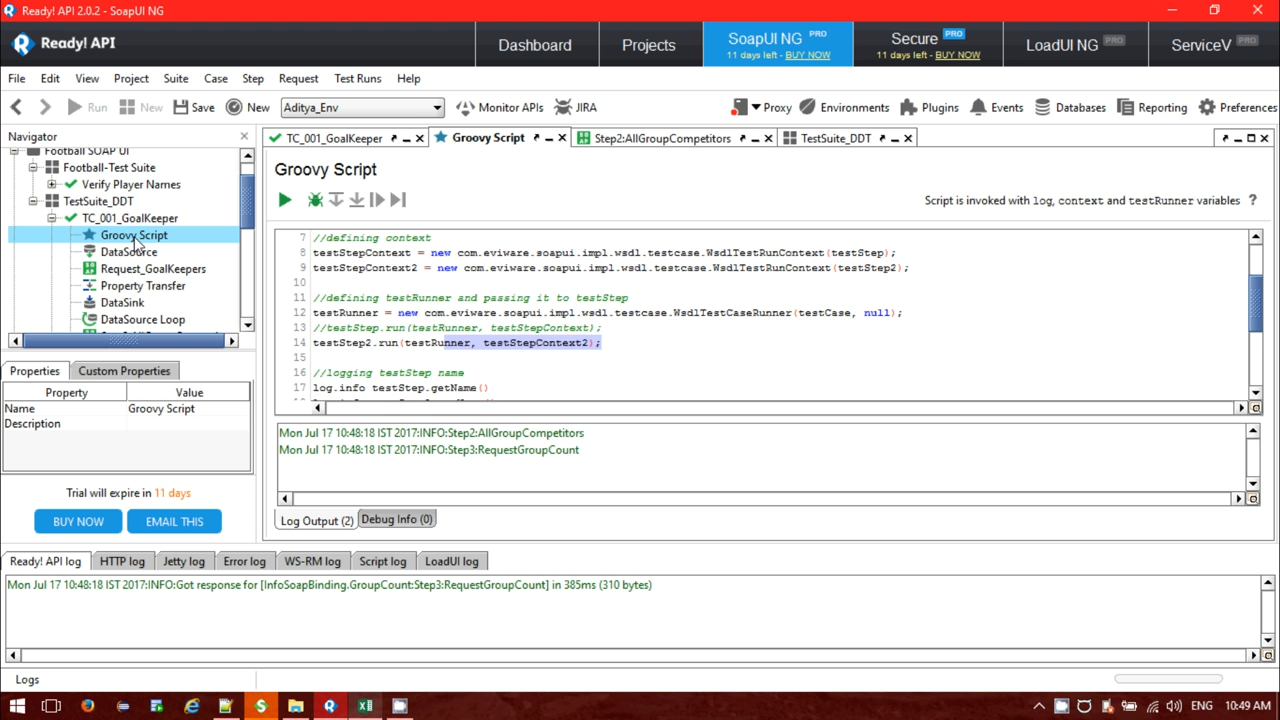 Ready! API 2.0.2 - SoapUI NG
Ready! API
Dashboard
Projects
SoapUI NG PRO
11 days left - BUY NOW
Secure PRO
11 days left - BUY NOW
LoadUI NG PRO
ServiceV PRO
File Edit View Project Suite Case Step Request Test Runs Help
Run New Save New Aditya_Env Monitor APIs JIRA Proxy Environments Plugins Events Databases Reporting Preferences
Navigator
Football SOAP UI
Football-Test Suite
Verify Player Names
TestSuite_DDT
TC_001_GoalKeeper
Groovy Script
DataSource
Request_GoalKeepers
Property Transfer
DataSink
DataSource Loop
Properties Custom Properties
Property Value
Name Groovy Script
Description
Trial will expire in 11 days
BUY NOW EMAIL THIS
TC_001_GoalKeeper Groovy Script Step2:AllGroupCompetitors TestSuite_DDT
Groovy Script
Script is invoked with log, context and testRunner variables ?
7 //defining context
8 testStepContext = new com.eviware.soapui.impl.wsdl.testcase.WsdlTestRunContext(testStep);
9 testStepContext2 = new com.eviware.soapui.impl.wsdl.testcase.WsdlTestRunContext(testStep2);
10
11 //defining testRunner and passing it to testStep
12 testRunner = new com.eviware.soapui.impl.wsdl.testcase.WsdlTestCaseRunner(testCase, null);
13 //testStep.run(testRunner, testStepContext);
14 testStep2.run(testRunner, testStepContext2);
15
16 //logging testStep name
17 log.info testStep.getName()
Mon Jul 17 10:48:18 IST 2017:INFO:Step2:AllGroupCompetitors
Mon Jul 17 10:48:18 IST 2017:INFO:Step3:RequestGroupCount
Log Output (2) Debug Info (0)
Ready! API log HTTP log Jetty log Error log WS-RM log Script log LoadUI log
Mon Jul 17 10:48:18 IST 2017:INFO:Got response for [InfoSoapBinding.GroupCount:Step3:RequestGroupCount] in 385ms (310 bytes)
Logs
ENG 10:49 AM